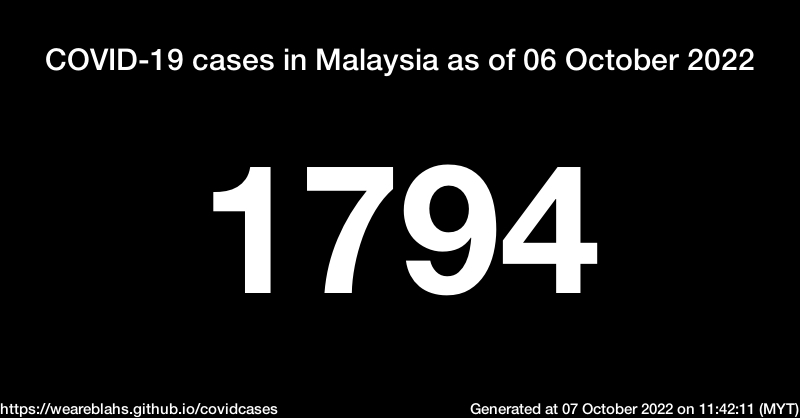 COVID-19 cases in Malaysia as of 06 October 2022
1794
https://weareblahs.github.io/covidcases
Generated at 07 October 2022 on 11:42:11 (MYT)